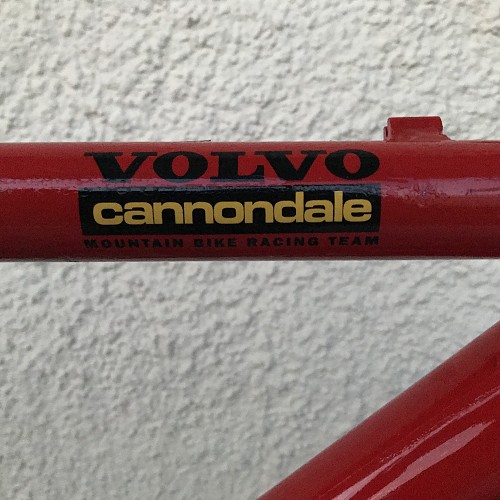 VOLVO
cannondale
MOUNTAIN BIKE RACING TEAM